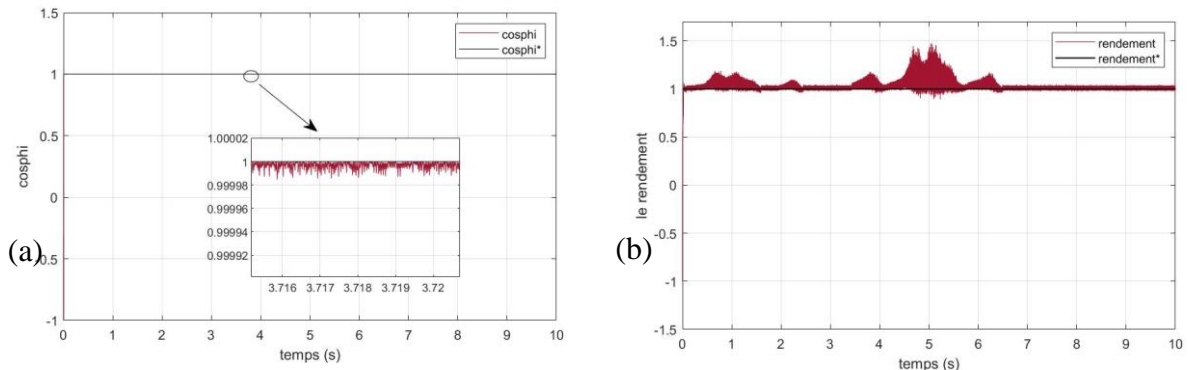 (a)
cosphi
1.5
1
0.5
0
-0.5
-1
cosphi
cosphi*
1.00002
1
0.99998
0.99996
0.99994
0.99992
3.716 3.717 3.718 3.719 3.72
0 1 2 3 4 5 6 7 8 9 10
temps (s)
(b)
le rendement
1.5
1
0.5
0
-0.5
-1
-1.5
rendement
rendement*
0 1 2 3 4 5 6 7 8 9 10
temps (s)